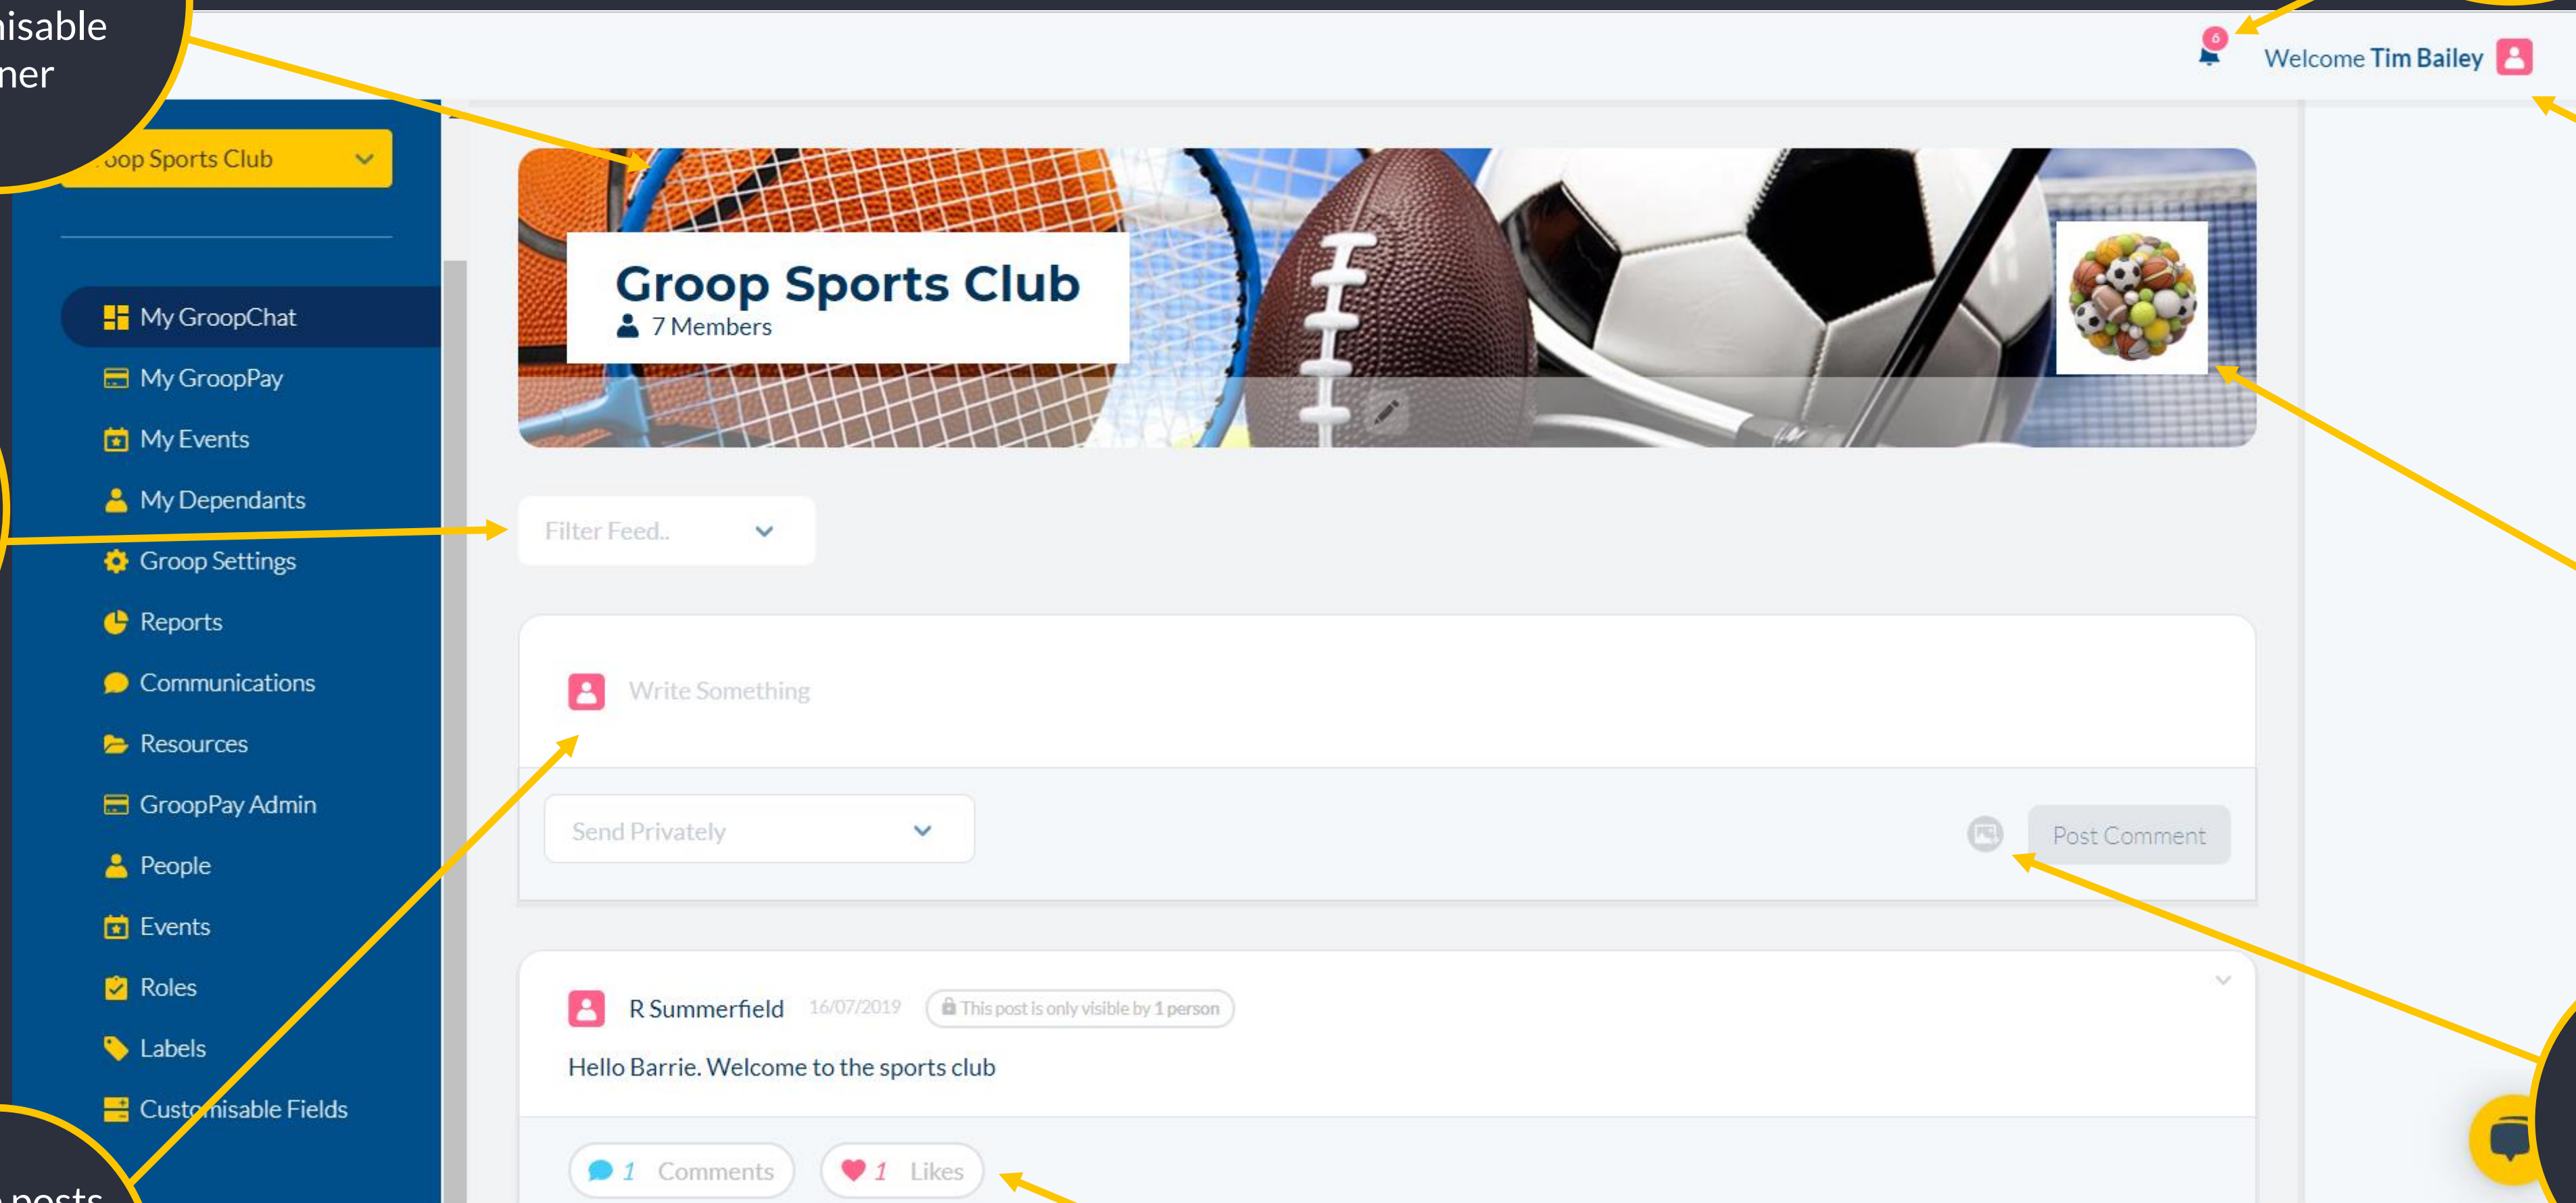 6
Welcome Tim Bailey
Sports Club
Groop Sports Club
7 Members
My GroopChat
My GroopPay
My Events
My Dependants
Groop Settings
Reports
Communications
Resources
GroopPay Admin
People
Events
Roles
Labels
Customisable Fields
Filter Feed..
Write Something
Send Privately
Post Comment
R Summerfield 16/07/2019 This post is only visible by 1 person
Hello Barrie. Welcome to the sports club
1 Comments 1 Likes
posts